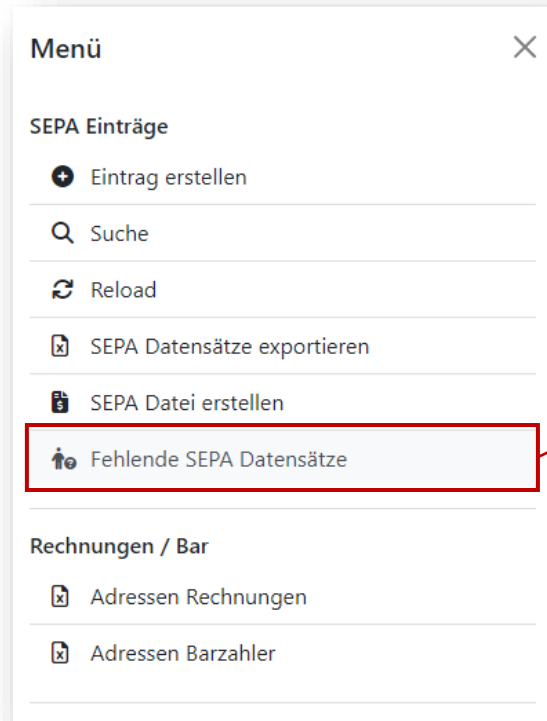 Menü
SEPA Einträge
Eintrag erstellen
Suche
Reload
SEPA Datensätze exportieren
SEPA Datei erstellen
Fehlende SEPA Datensätze
Rechnungen / Bar
Adressen Rechnungen
Adressen Barzahler